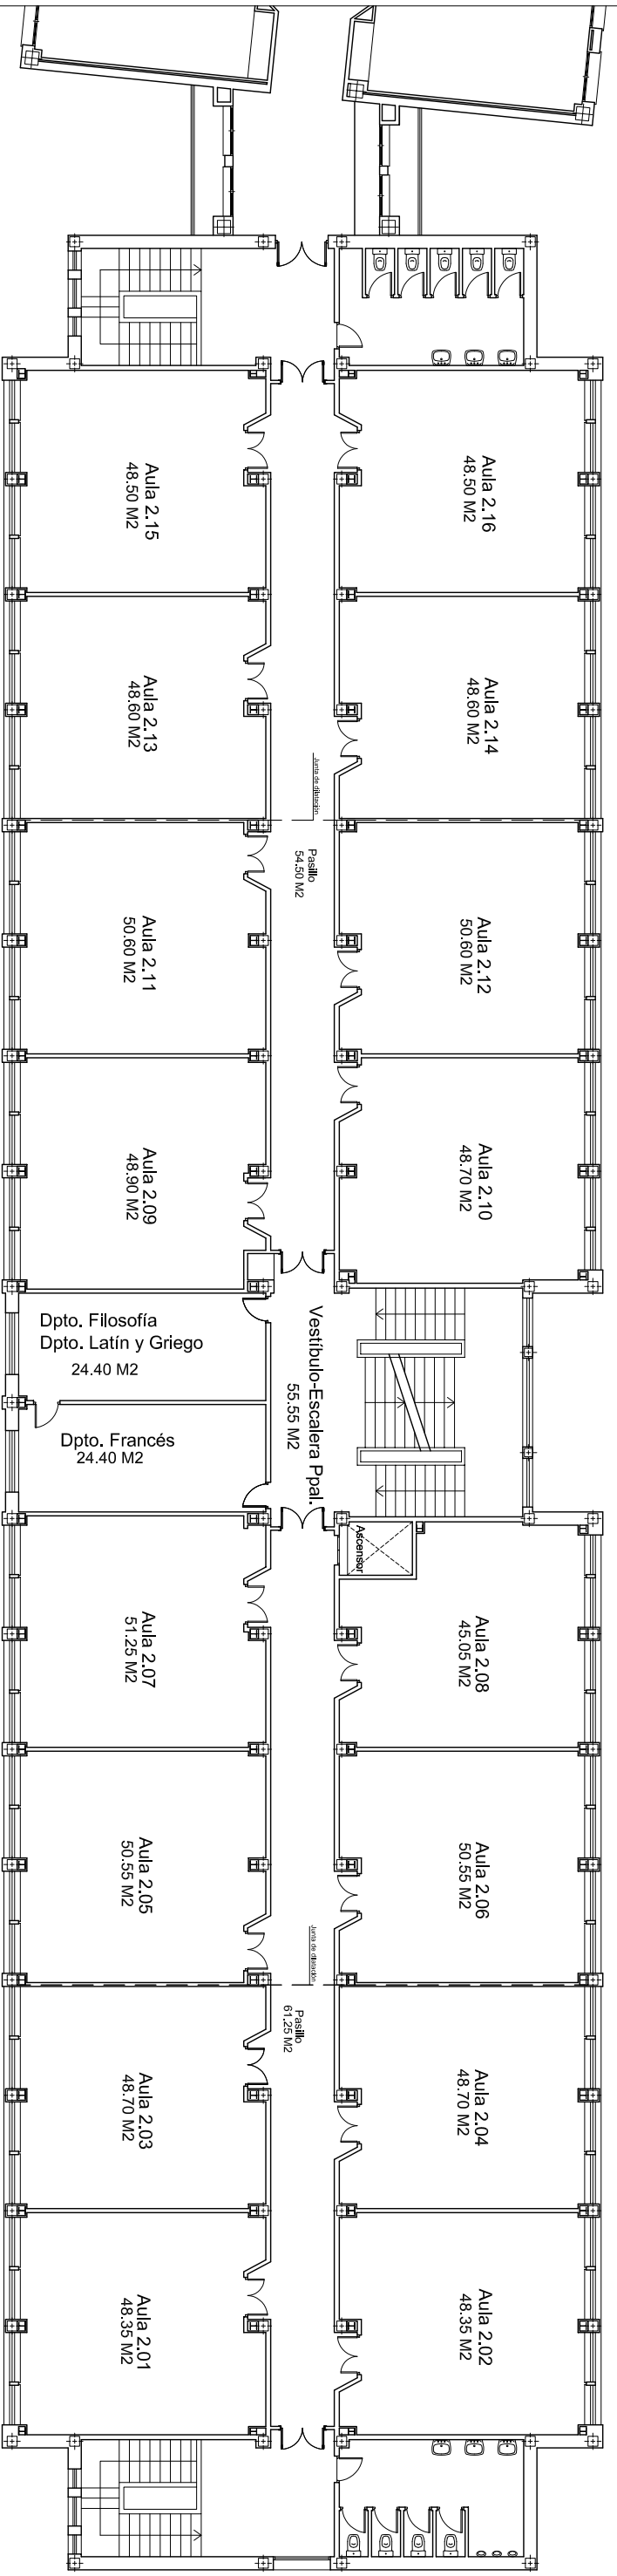 Aula 2.15
48.50 M2
Aula 2.16
48.50 M2
Aula 2.13
48.60 M2
Aula 2.14
48.60 M2
Junta de dilatación
Pasillo
54.50 M2
Aula 2.11
50.60 M2
Aula 2.12
50.60 M2
Aula 2.09
48.90 M2
Aula 2.10
48.70 M2
Dpto. Filosofía
Dpto. Latín y Griego
24.40 M2
Vestíbulo-Escalera Ppal.
55.55 M2
Dpto. Francés
24.40 M2
Ascensor
Aula 2.07
51.25 M2
Aula 2.08
45.05 M2
Aula 2.05
50.55 M2
Aula 2.06
50.55 M2
Junta de dilatación
Pasillo
61.25 M2
Aula 2.03
48.70 M2
Aula 2.04
48.70 M2
Aula 2.01
48.35 M2
Aula 2.02
48.35 M2